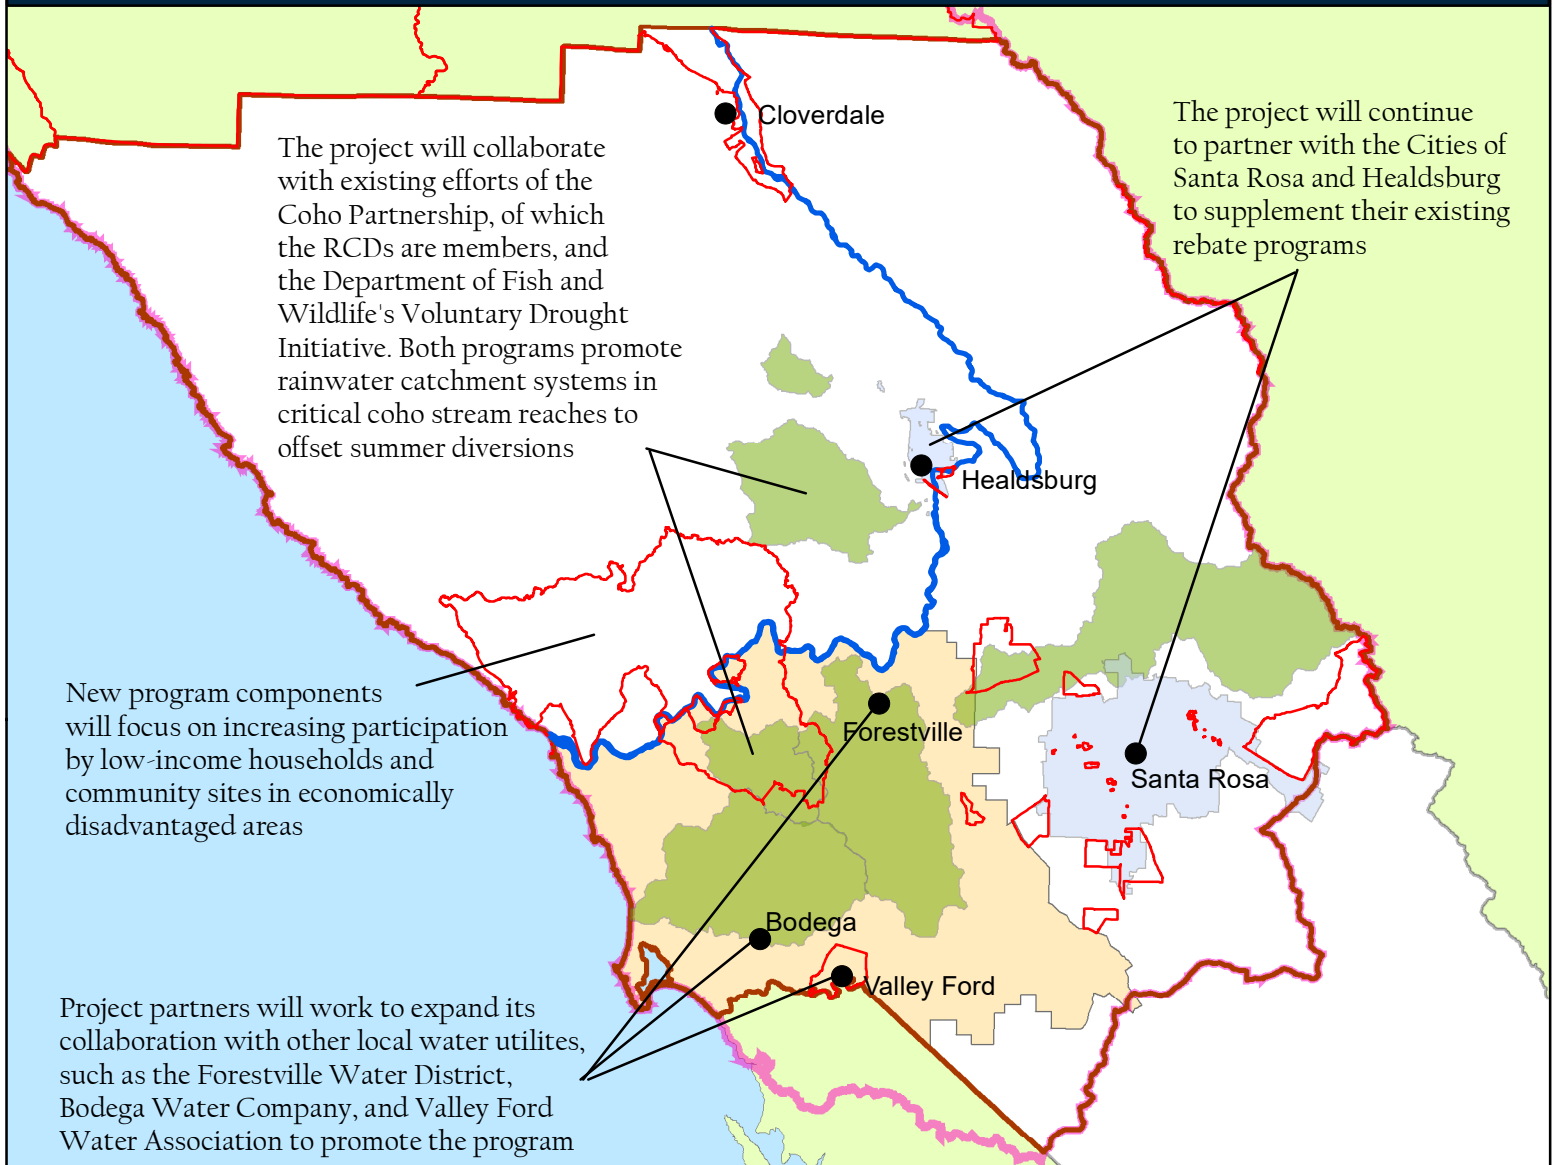 Cloverdale
The project will collaborate
with existing efforts of the
Coho Partnership, of which
the RCDs are members, and
the Department of Fish and
Wildlife's Voluntary Drought
Initiative. Both programs promote
rainwater catchment systems in
critical coho stream reaches to
offset summer diversions
The project will continue
to partner with the Cities of
Santa Rosa and Healdsburg
to supplement their existing
rebate programs
Healdsburg
New program components
will focus on increasing participation
by low-income households and
community sites in economically
disadvantaged areas
Forestville
Santa Rosa
Bodega
Valley Ford
Project partners will work to expand its
collaboration with other local water utilites,
such as the Forestville Water District,
Bodega Water Company, and Valley Ford
Water Association to promote the program